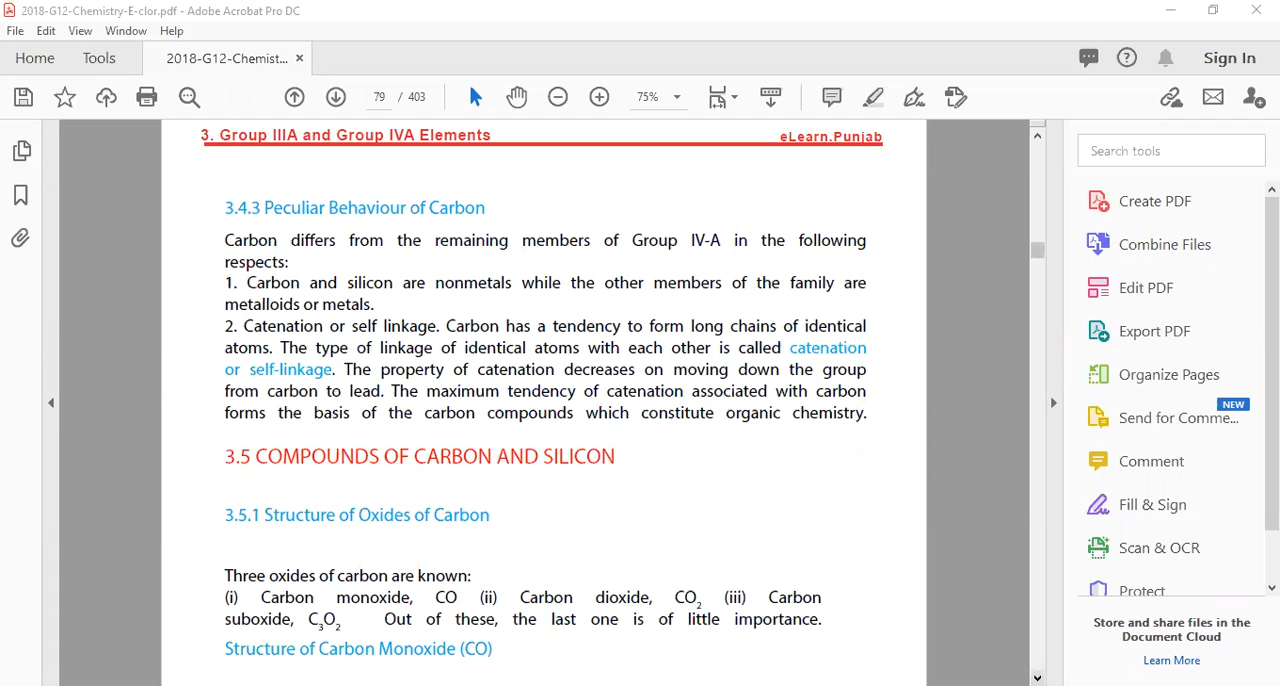 2018-G12-Chemistry-E-clor.pdf - Adobe Acrobat Pro DC
File Edit View Window Help
Home Tools 2018-G12-Chemist... × Sign In
79 / 403 75%
3. Group IIIA and Group IVA Elements eLearn.Punjab
3.4.3 Peculiar Behaviour of Carbon
Carbon differs from the remaining members of Group IV-A in the following
respects:
1. Carbon and silicon are nonmetals while the other members of the family are
metalloids or metals.
2. Catenation or self linkage. Carbon has a tendency to form long chains of identical
atoms. The type of linkage of identical atoms with each other is called catenation
or self-linkage. The property of catenation decreases on moving down the group
from carbon to lead. The maximum tendency of catenation associated with carbon
forms the basis of the carbon compounds which constitute organic chemistry.
3.5 COMPOUNDS OF CARBON AND SILICON
3.5.1 Structure of Oxides of Carbon
Three oxides of carbon are known:
(i) Carbon monoxide, CO (ii) Carbon dioxide, CO₂ (iii) Carbon
suboxide, C₃O₂ Out of these, the last one is of little importance.
Structure of Carbon Monoxide (CO)
Search tools
Create PDF
Combine Files
Edit PDF
Export PDF
Organize Pages
NEW
Send for Comme...
Comment
Fill & Sign
Scan & OCR
Protect
Store and share files in the
Document Cloud
Learn More